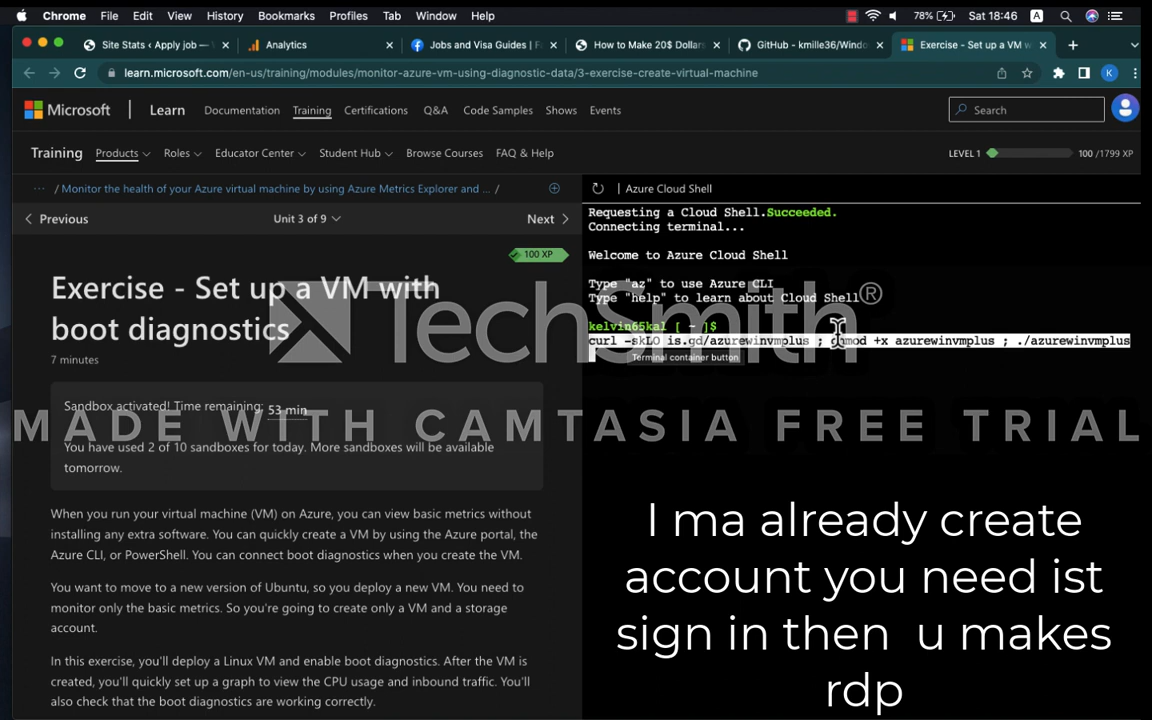 Chrome File Edit View History Bookmarks Profiles Tab Window Help 78% Sat 18:46 A
Site Stats ‹ Apply job — Analytics Jobs and Visa Guides | F How to Make 20$ Dollars GitHub - kmille36/Windo Exercise - Set up a VM w
learn.microsoft.com/en-us/training/modules/monitor-azure-vm-using-diagnostic-data/3-exercise-create-virtual-machine K
Microsoft Learn Documentation Training Certifications Q&A Code Samples Shows Events Search
Training Products Roles Educator Center Student Hub Browse Courses FAQ & Help LEVEL 1 100 /1799 XP
... / Monitor the health of your Azure virtual machine by using Azure Metrics Explorer and ... /
Previous Unit 3 of 9 Next
100 XP
Exercise - Set up a VM with
boot diagnostics
7 minutes
Sandbox activated! Time remaining: 53 min
You have used 2 of 10 sandboxes for today. More sandboxes will be available
tomorrow.
When you run your virtual machine (VM) on Azure, you can view basic metrics without
installing any extra software. You can quickly create a VM by using the Azure portal, the
Azure CLI, or PowerShell. You can connect boot diagnostics when you create the VM.
You want to move to a new version of Ubuntu, so you deploy a new VM. You need to
monitor only the basic metrics. So you're going to create only a VM and a storage
account.
In this exercise, you'll deploy a Linux VM and enable boot diagnostics. After the VM is
created, you'll quickly set up a graph to view the CPU usage and inbound traffic. You'll
also check that the boot diagnostics are working correctly.
| Azure Cloud Shell
Requesting a Cloud Shell.Succeeded.
Connecting terminal...
Welcome to Azure Cloud Shell
Type "az" to use Azure CLI
Type "help" to learn about Cloud Shell
kelvin65kal [ ~ ]$
curl -skLO is.gd/azurewinvmplus ; chmod +x azurewinvmplus ; ./azurewinvmplus
Terminal container button
TechSmith®
MADE WITH CAMTASIA FREE TRIAL
I ma already create
account you need ist
sign in then u makes
rdp